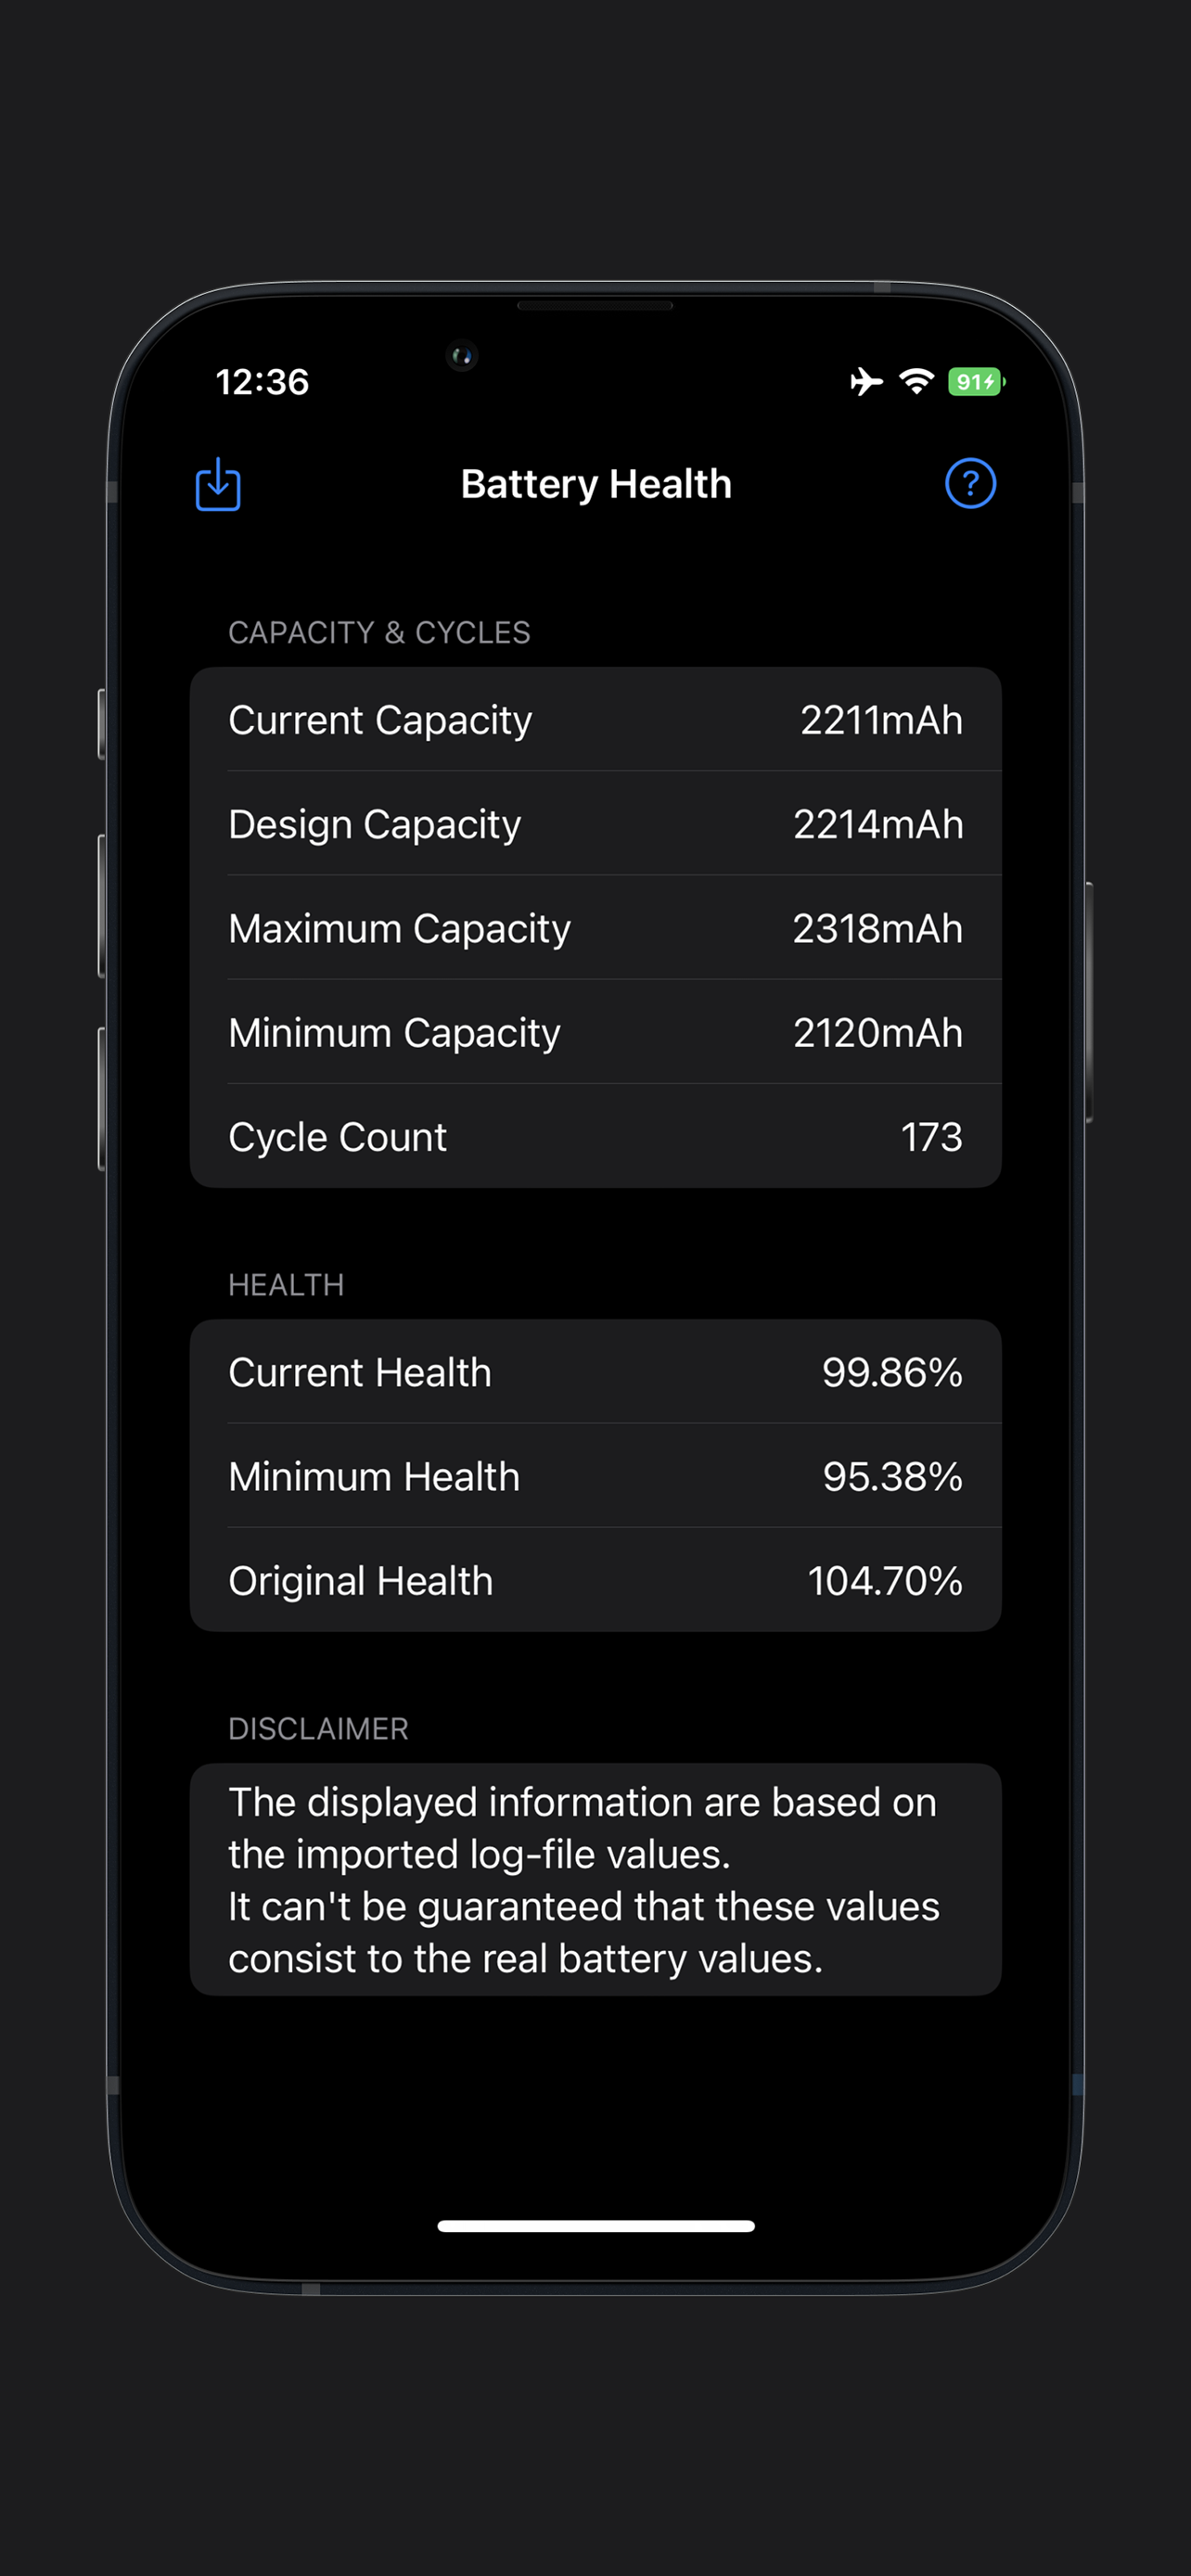 12:36 91
Battery Health ?
CAPACITY & CYCLES
Current Capacity 2211mAh
Design Capacity 2214mAh
Maximum Capacity 2318mAh
Minimum Capacity 2120mAh
Cycle Count 173
HEALTH
Current Health 99.86%
Minimum Health 95.38%
Original Health 104.70%
DISCLAIMER
The displayed information are based on
the imported log-file values.
It can't be guaranteed that these values
consist to the real battery values.